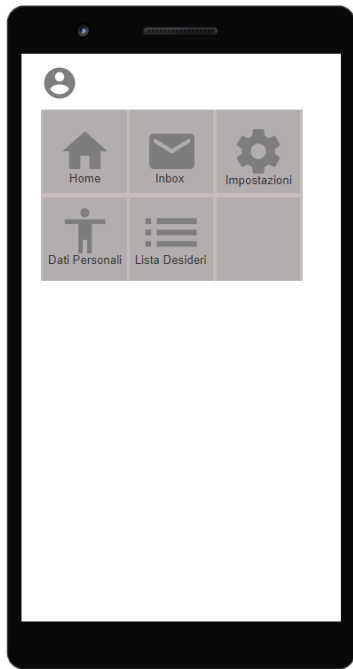 Home
Inbox
Impostazioni
Dati Personali
Lista Desideri